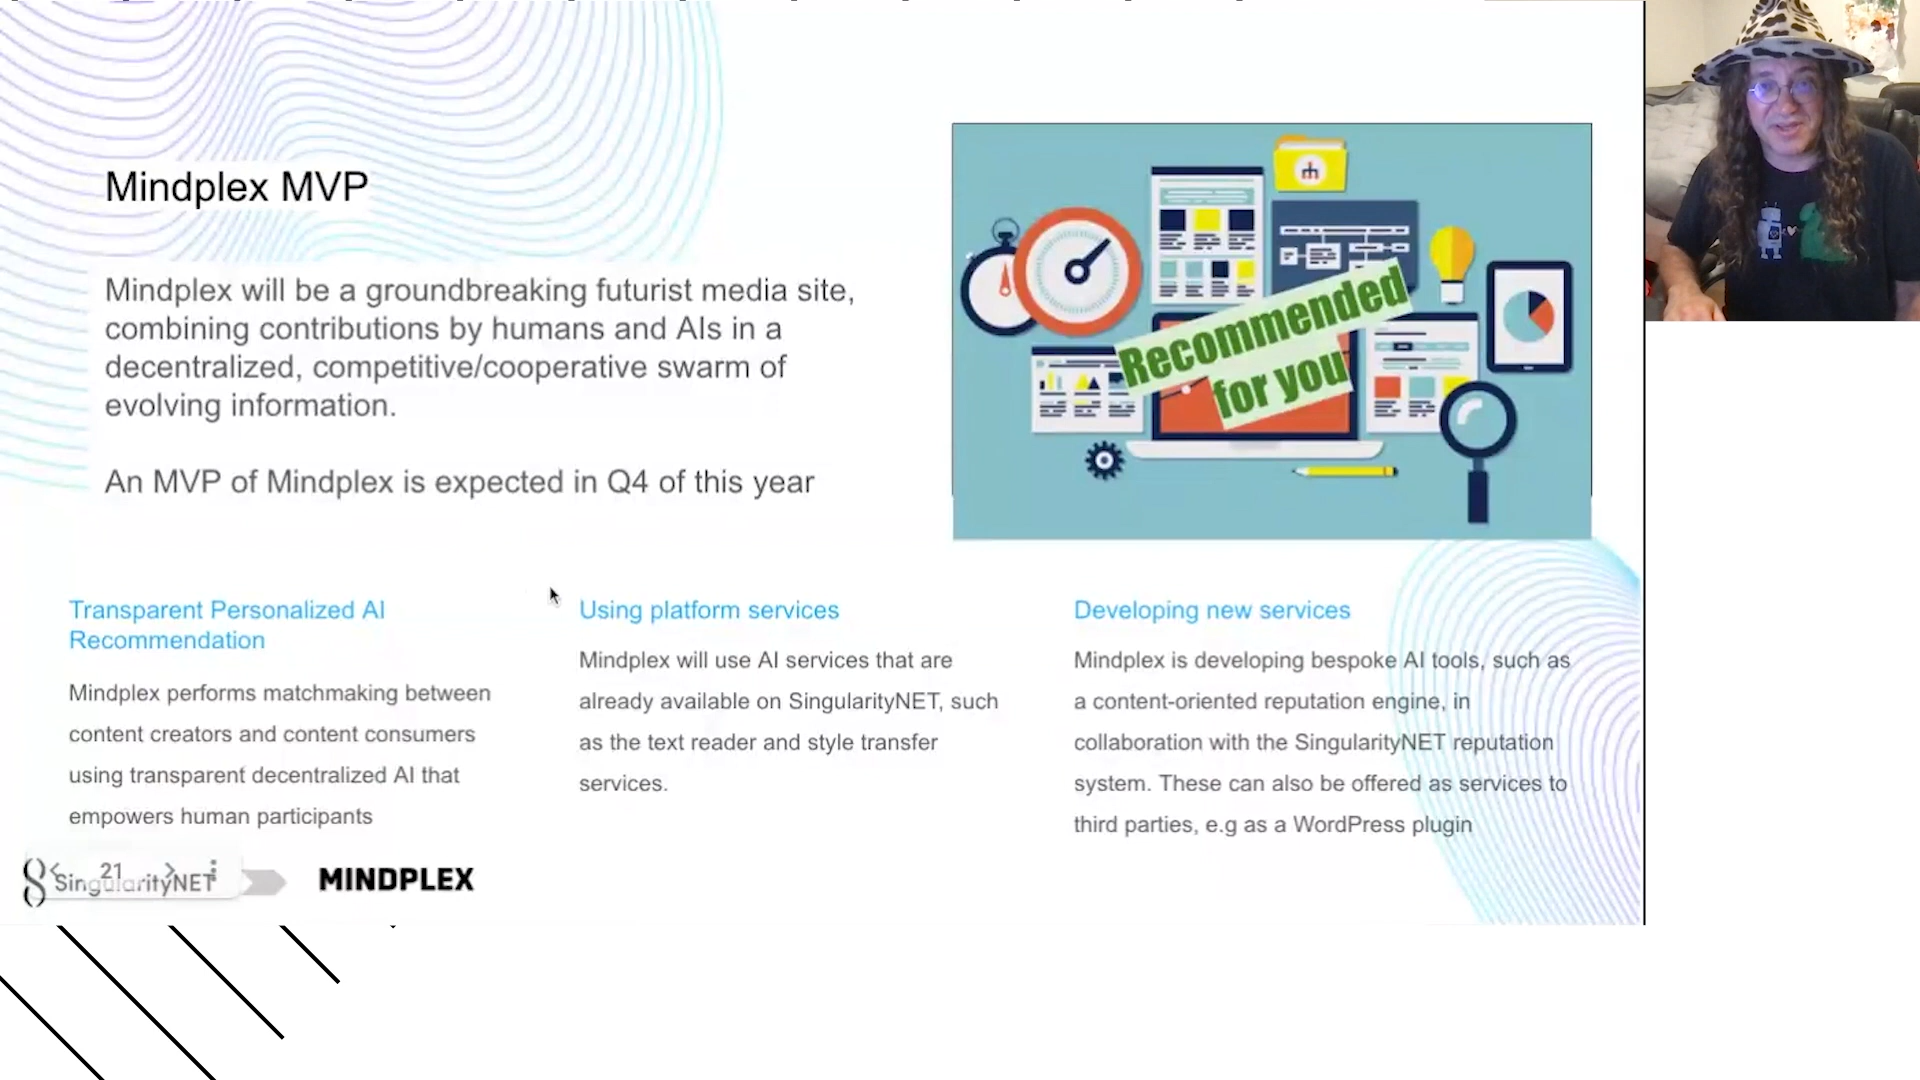 Mindplex MVP
Mindplex will be a groundbreaking futurist media site,
combining contributions by humans and AIs in a
decentralized, competitive/cooperative swarm of
evolving information.
An MVP of Mindplex is expected in Q4 of this year
Recommended
for you
Transparent Personalized AI
Recommendation
Mindplex performs matchmaking between
content creators and content consumers
using transparent decentralized AI that
empowers human participants
Using platform services
Mindplex will use AI services that are
already available on SingularityNET, such
as the text reader and style transfer
services.
Developing new services
Mindplex is developing bespoke AI tools, such as
a content-oriented reputation engine, in
collaboration with the SingularityNET reputation
system. These can also be offered as services to
third parties, e.g as a WordPress plugin
21
SingularityNET
MINDPLEX